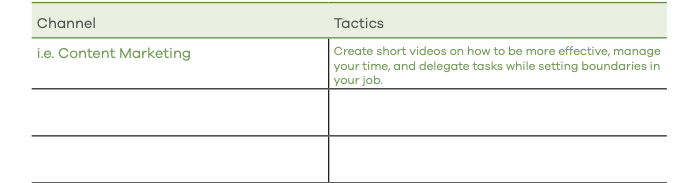 Channel Tactics
i.e. Content Marketing
Create short videos on how to be more effective, manage
your time, and delegate tasks while setting boundaries in
your job.